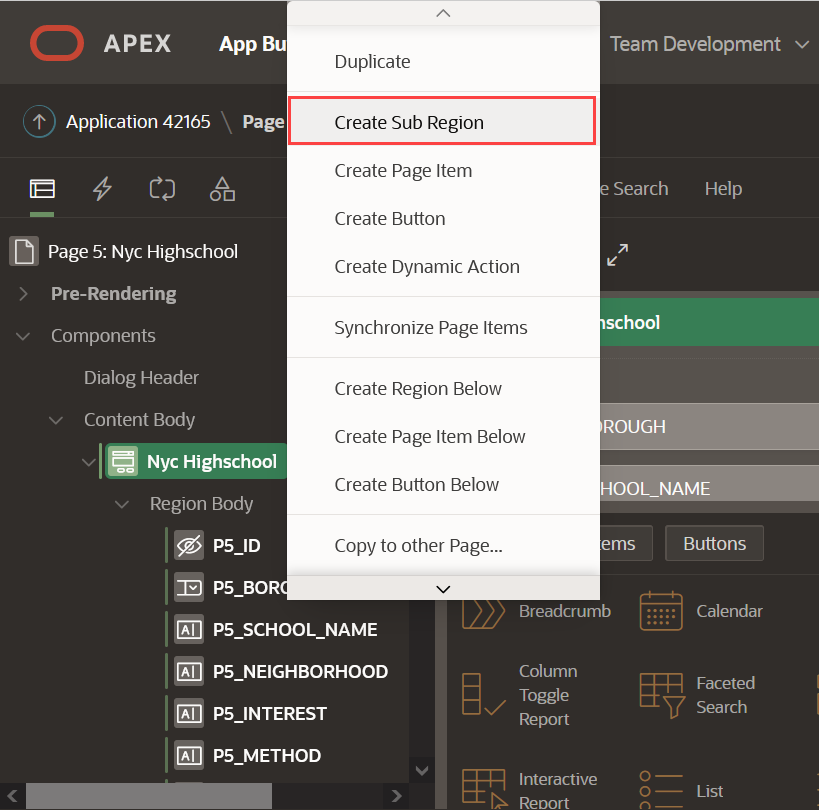 APEX
App Bu
Team Development
Application 42165 \ Page
e Search
Help
Page 5: Nyc Highschool
Pre-Rendering
Components
Dialog Header
Content Body
Nyc Highschool
Region Body
P5_ID
P5_BORO
P5_SCHOOL_NAME
P5_NEIGHBORHOOD
P5_INTEREST
P5_METHOD
Duplicate
Create Sub Region
Create Page Item
Create Button
Create Dynamic Action
Synchronize Page Items
Create Region Below
Create Page Item Below
Create Button Below
Copy to other Page...
hschool
OROUGH
HOOL_NAME
tems
Buttons
Breadcrumb
Calendar
Column
Toggle
Report
Faceted
Search
Interactive
Report
List